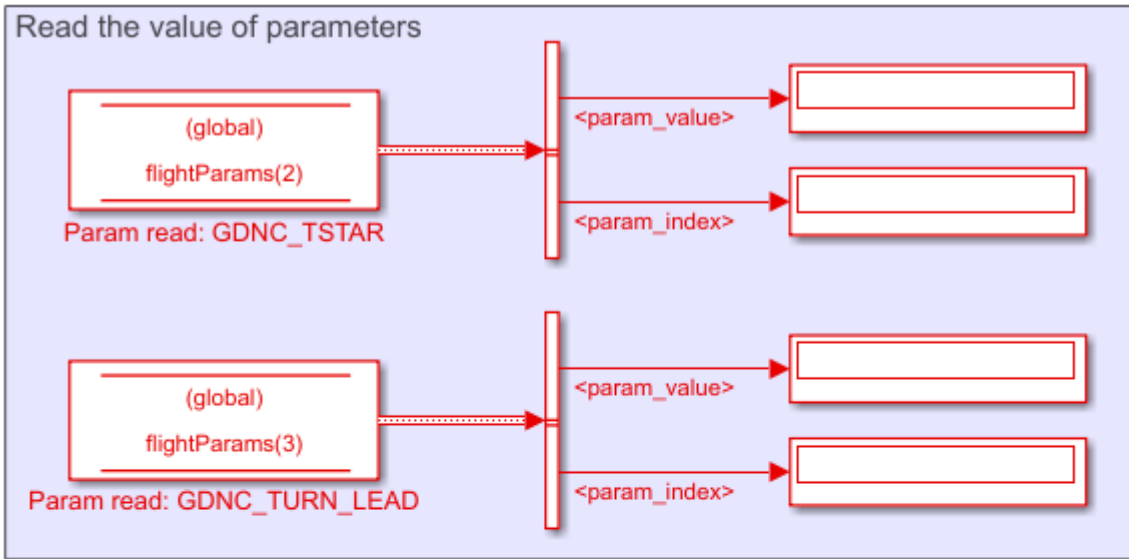 Read the value of parameters
(global)
flightParams(2)
Param read: GDNC_TSTAR
<param_value>
<param_index>
(global)
flightParams(3)
Param read: GDNC_TURN_LEAD
<param_value>
<param_index>